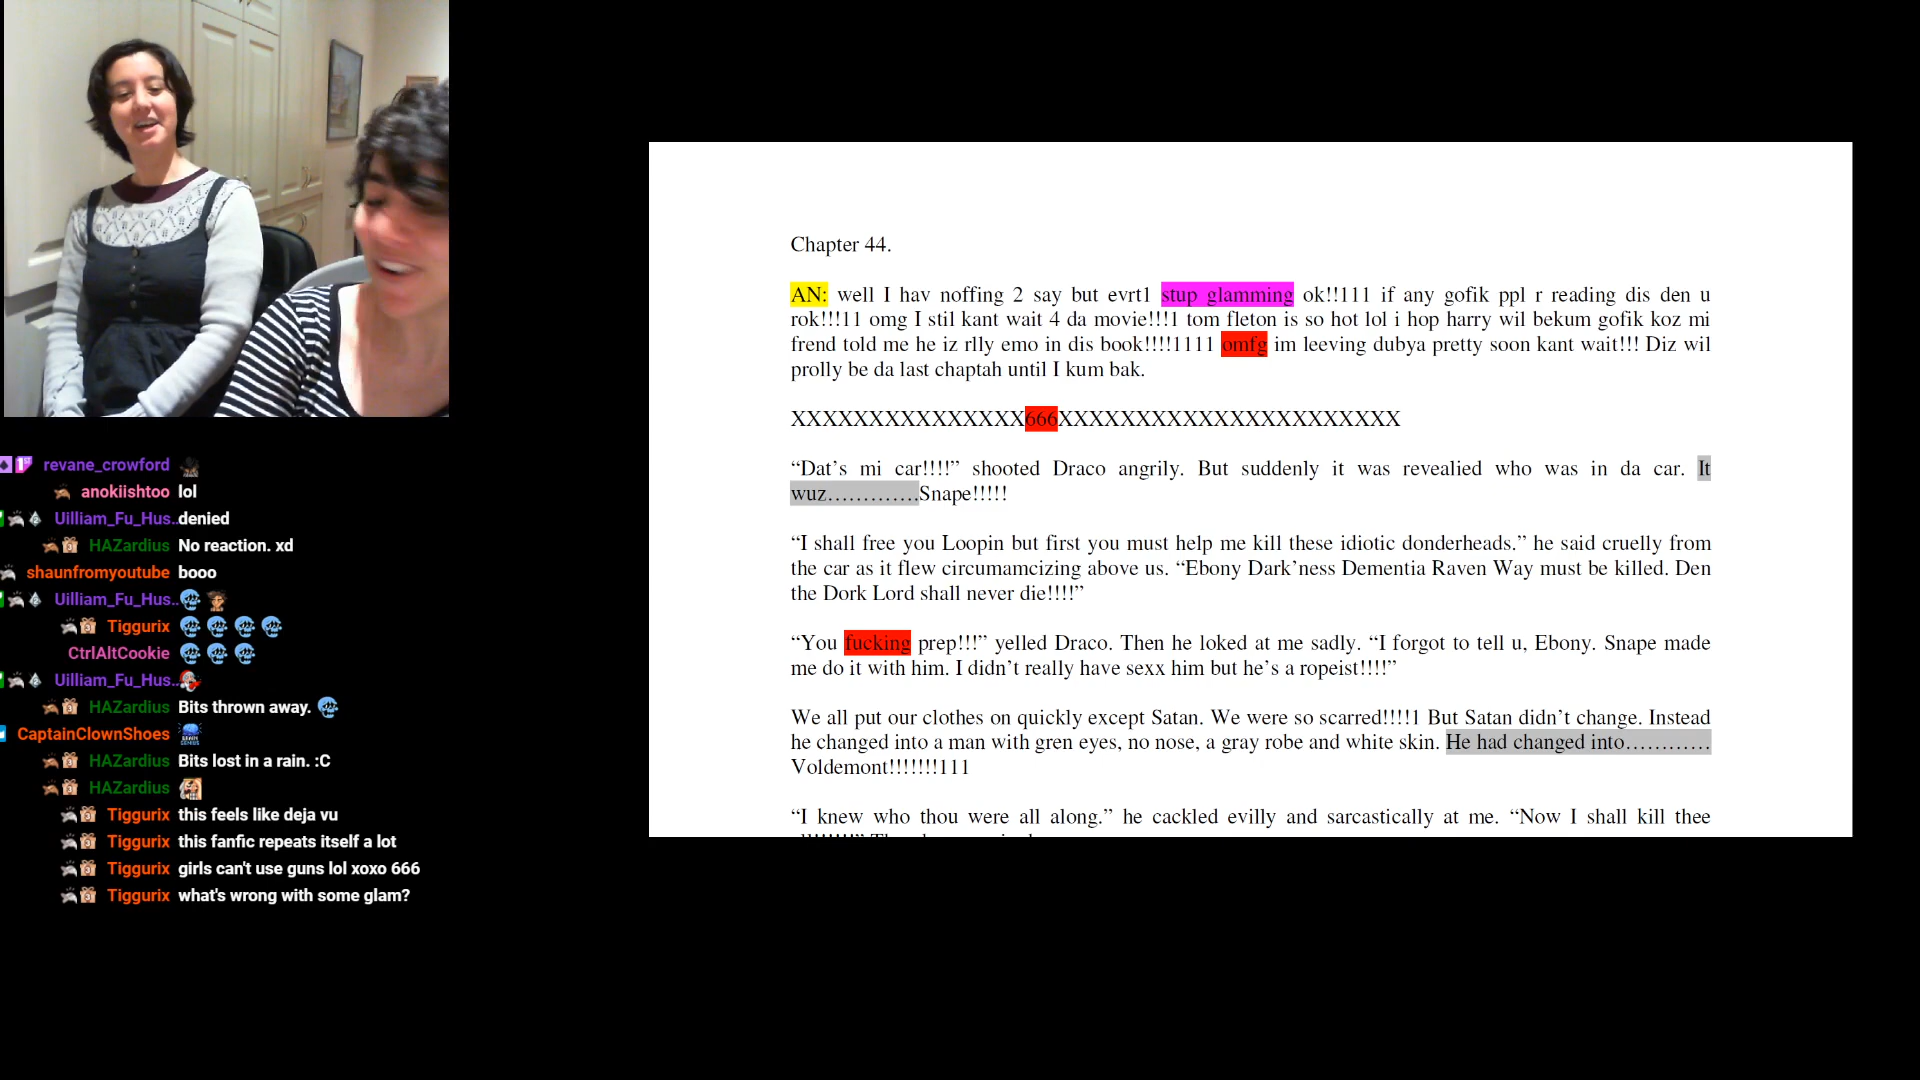 revane_crowford
anokiishtoo lol
Uilliam_Fu_Hus.. denied
HAZardius No reaction. xd
shaunfromyoutube booo
Uilliam_Fu_Hus..
Tiggurix
CtrlAltCookie
Uilliam_Fu_Hus..
HAZardius Bits thrown away.
CaptainClownShoes
HAZardius Bits lost in a rain. :C
HAZardius
Tiggurix this feels like deja vu
Tiggurix this fanfic repeats itself a lot
Tiggurix girls can't use guns lol xoxo 666
Tiggurix what's wrong with some glam?
Chapter 44.
AN: well I hav noffing 2 say but evrt1 stup glamming ok!!111 if any gofik ppl r reading dis den u
rok!!!11 omg I stil kant wait 4 da movie!!!1 tom fleton is so hot lol i hop harry wil bekum gofik koz mi
frend told me he iz rlly emo in dis book!!!!1111 omfg im leeving dubya pretty soon kant wait!!! Diz wil
prolly be da last chaptah until I kum bak.
XXXXXXXXXXXXXXX666XXXXXXXXXXXXXXXXXXXXXX
“Dat’s mi car!!!!” shooted Draco angrily. But suddenly it was revealied who was in da car. It
wuz………….Snape!!!!!
“I shall free you Loopin but first you must help me kill these idiotic donderheads.” he said cruelly from
the car as it flew circumamcizing above us. “Ebony Dark’ness Dementia Raven Way must be killed. Den
the Dork Lord shall never die!!!!”
“You fucking prep!!!” yelled Draco. Then he loked at me sadly. “I forgot to tell u, Ebony. Snape made
me do it with him. I didn’t really have sexx him but he’s a ropeist!!!!”
We all put our clothes on quickly except Satan. We were so scarred!!!!1 But Satan didn’t change. Instead
he changed into a man with gren eyes, no nose, a gray robe and white skin. He had changed into…………
Voldemont!!!!!!!111
“I knew who thou were all along.” he cackled evilly and sarcastically at me. “Now I shall kill thee